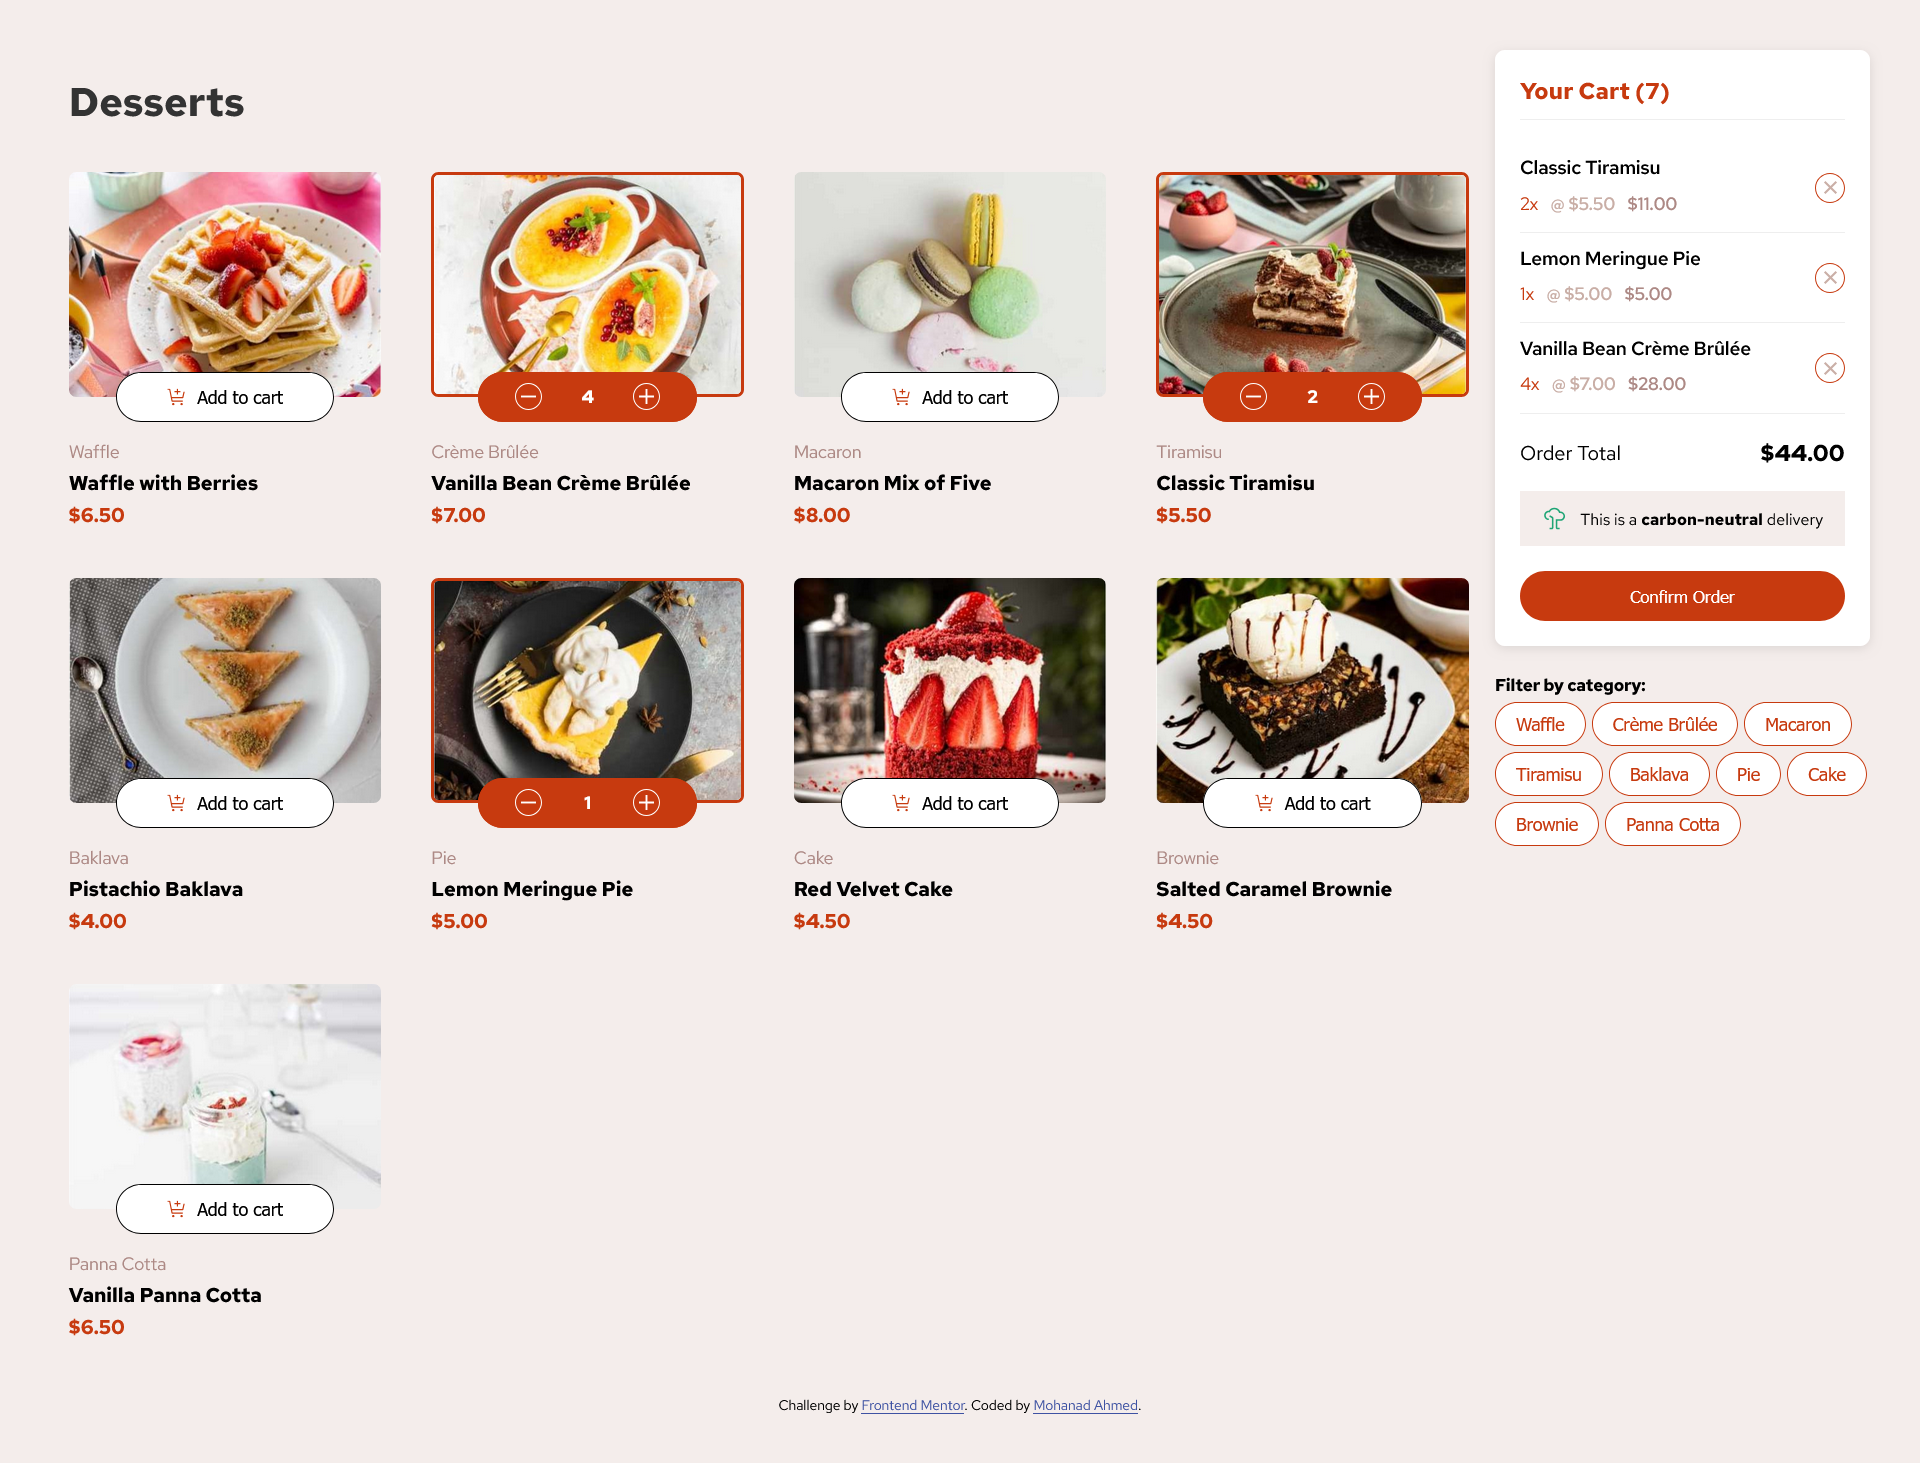 Desserts
Add to cart
Waffle
Waffle with Berries
$6.50
4
Crème Brûlée
Vanilla Bean Crème Brûlée
$7.00
Add to cart
Macaron
Macaron Mix of Five
$8.00
2
Tiramisu
Classic Tiramisu
$5.50
Add to cart
Baklava
Pistachio Baklava
$4.00
1
Pie
Lemon Meringue Pie
$5.00
Add to cart
Cake
Red Velvet Cake
$4.50
Add to cart
Brownie
Salted Caramel Brownie
$4.50
Add to cart
Panna Cotta
Vanilla Panna Cotta
$6.50
Your Cart (7)
Classic Tiramisu
2x @ $5.50 $11.00
Lemon Meringue Pie
1x @ $5.00 $5.00
Vanilla Bean Crème Brûlée
4x @ $7.00 $28.00
Order Total $44.00
This is a carbon-neutral delivery
Confirm Order
Filter by category:
Waffle Crème Brûlée Macaron
Tiramisu Baklava Pie Cake
Brownie Panna Cotta
Challenge by Frontend Mentor. Coded by Mohanad Ahmed.